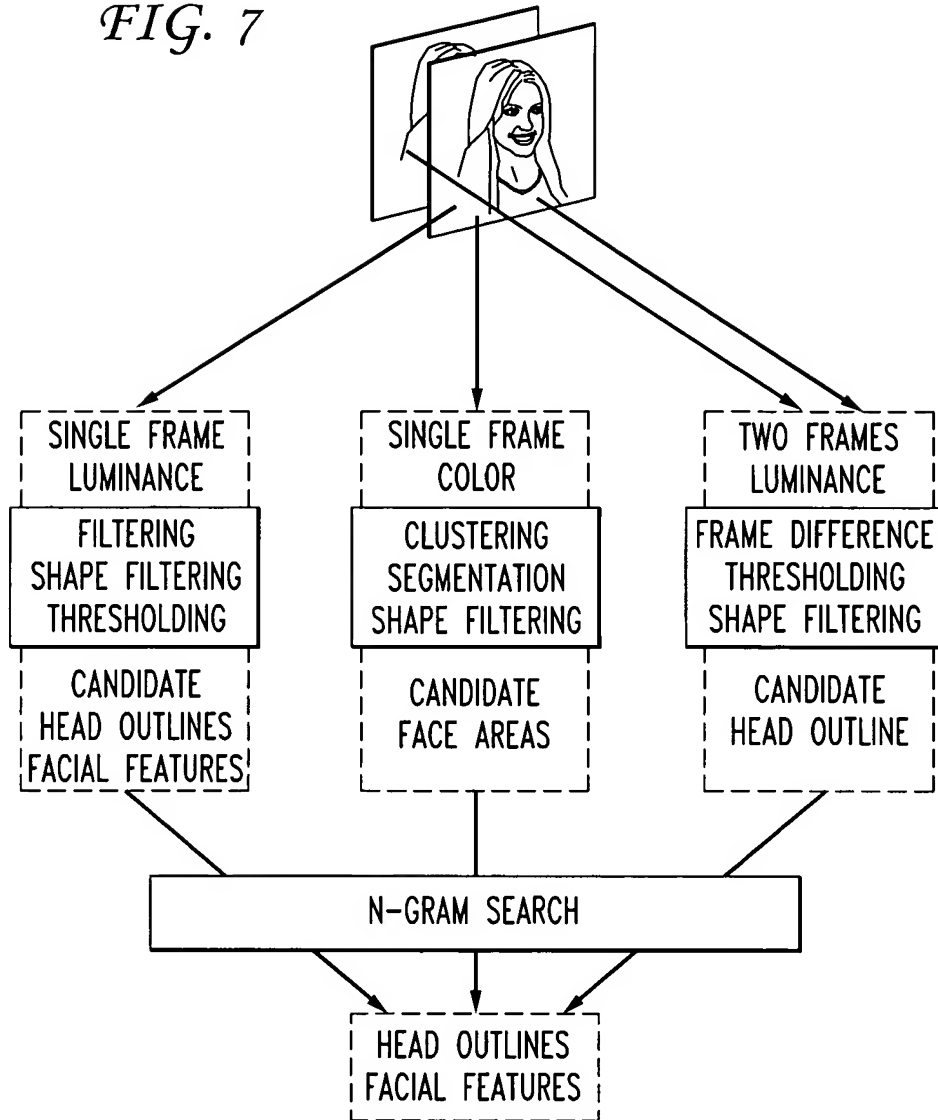 FIG. 7
SINGLE FRAME
LUMINANCE
FILTERING
SHAPE FILTERING
THRESHOLDING
CANDIDATE
HEAD OUTLINES
FACIAL FEATURES
SINGLE FRAME
COLOR
CLUSTERING
SEGMENTATION
SHAPE FILTERING
CANDIDATE
FACE AREAS
TWO FRAMES
LUMINANCE
FRAME DIFFERENCE
THRESHOLDING
SHAPE FILTERING
CANDIDATE
HEAD OUTLINE
N-GRAM SEARCH
HEAD OUTLINES
FACIAL FEATURES